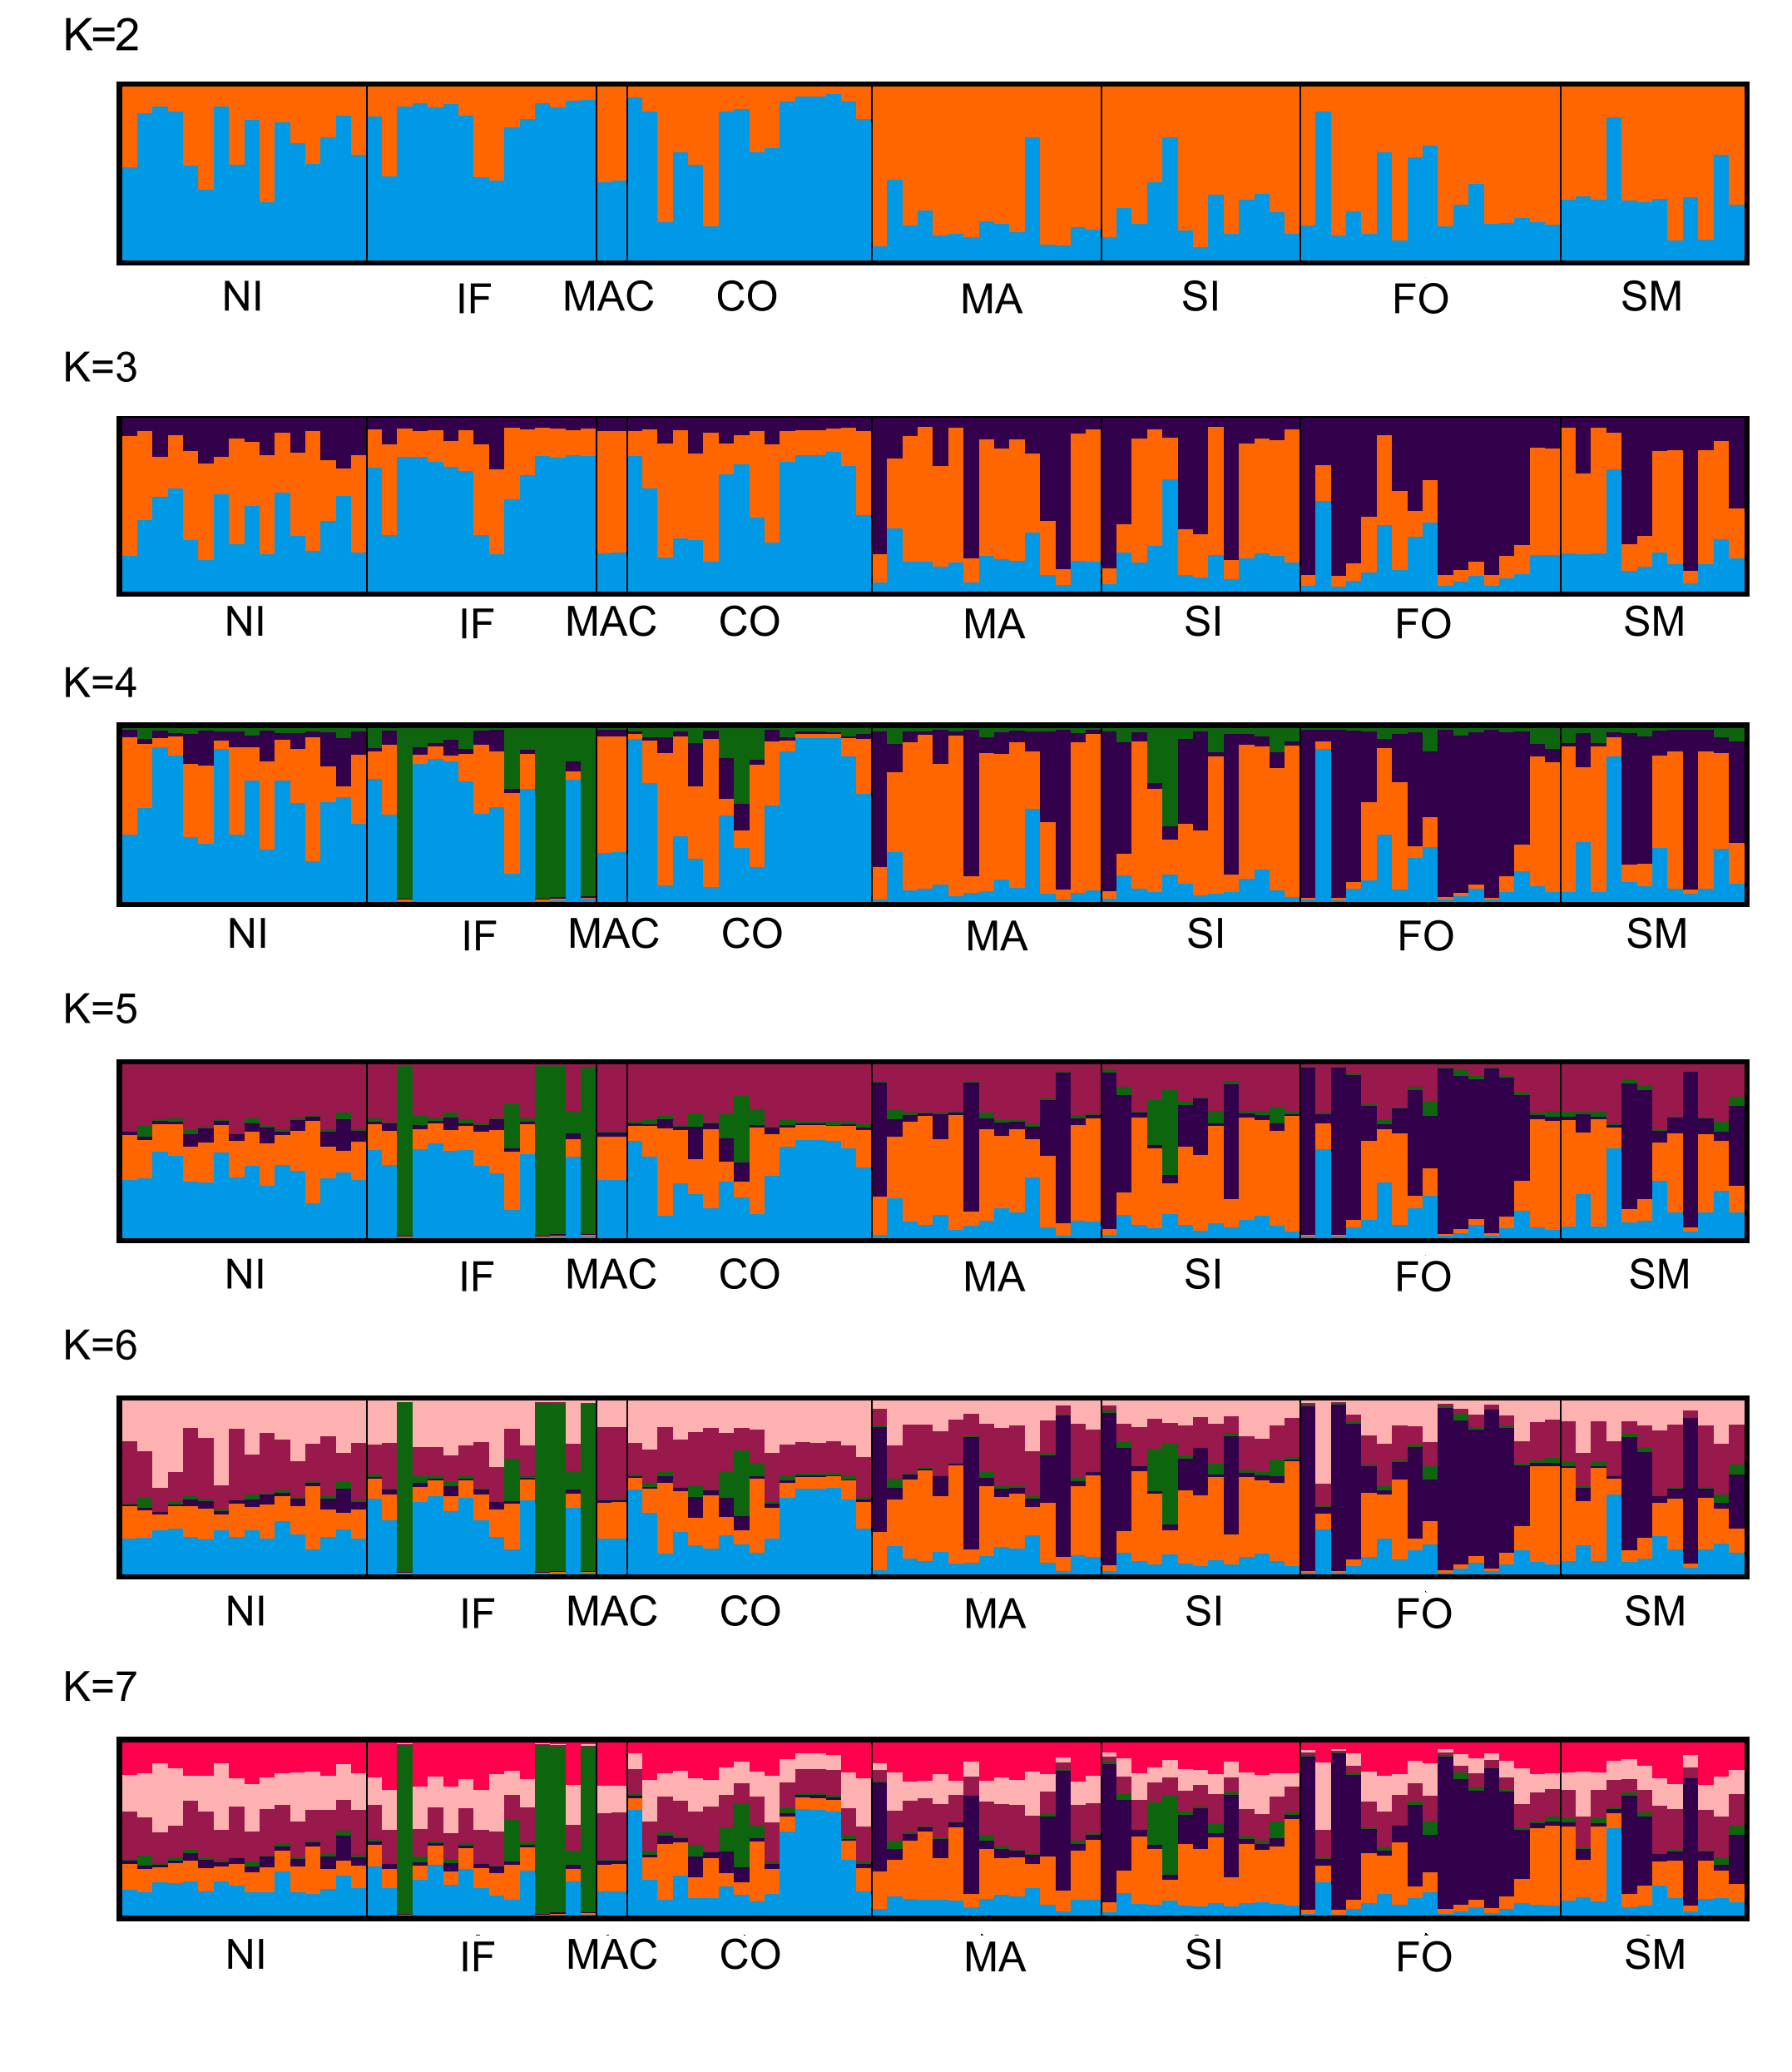 K=2
NI IF MAC CO MA SI FO SM
K=3
NI IF MAC CO MA SI FO SM
K=4
NI IF MAC CO MA SI FO SM
K=5
NI IF MAC CO MA SI FO SM
K=6
NI IF MAC CO MA SI FO SM
K=7
NI IF MAC CO MA SI FO SM